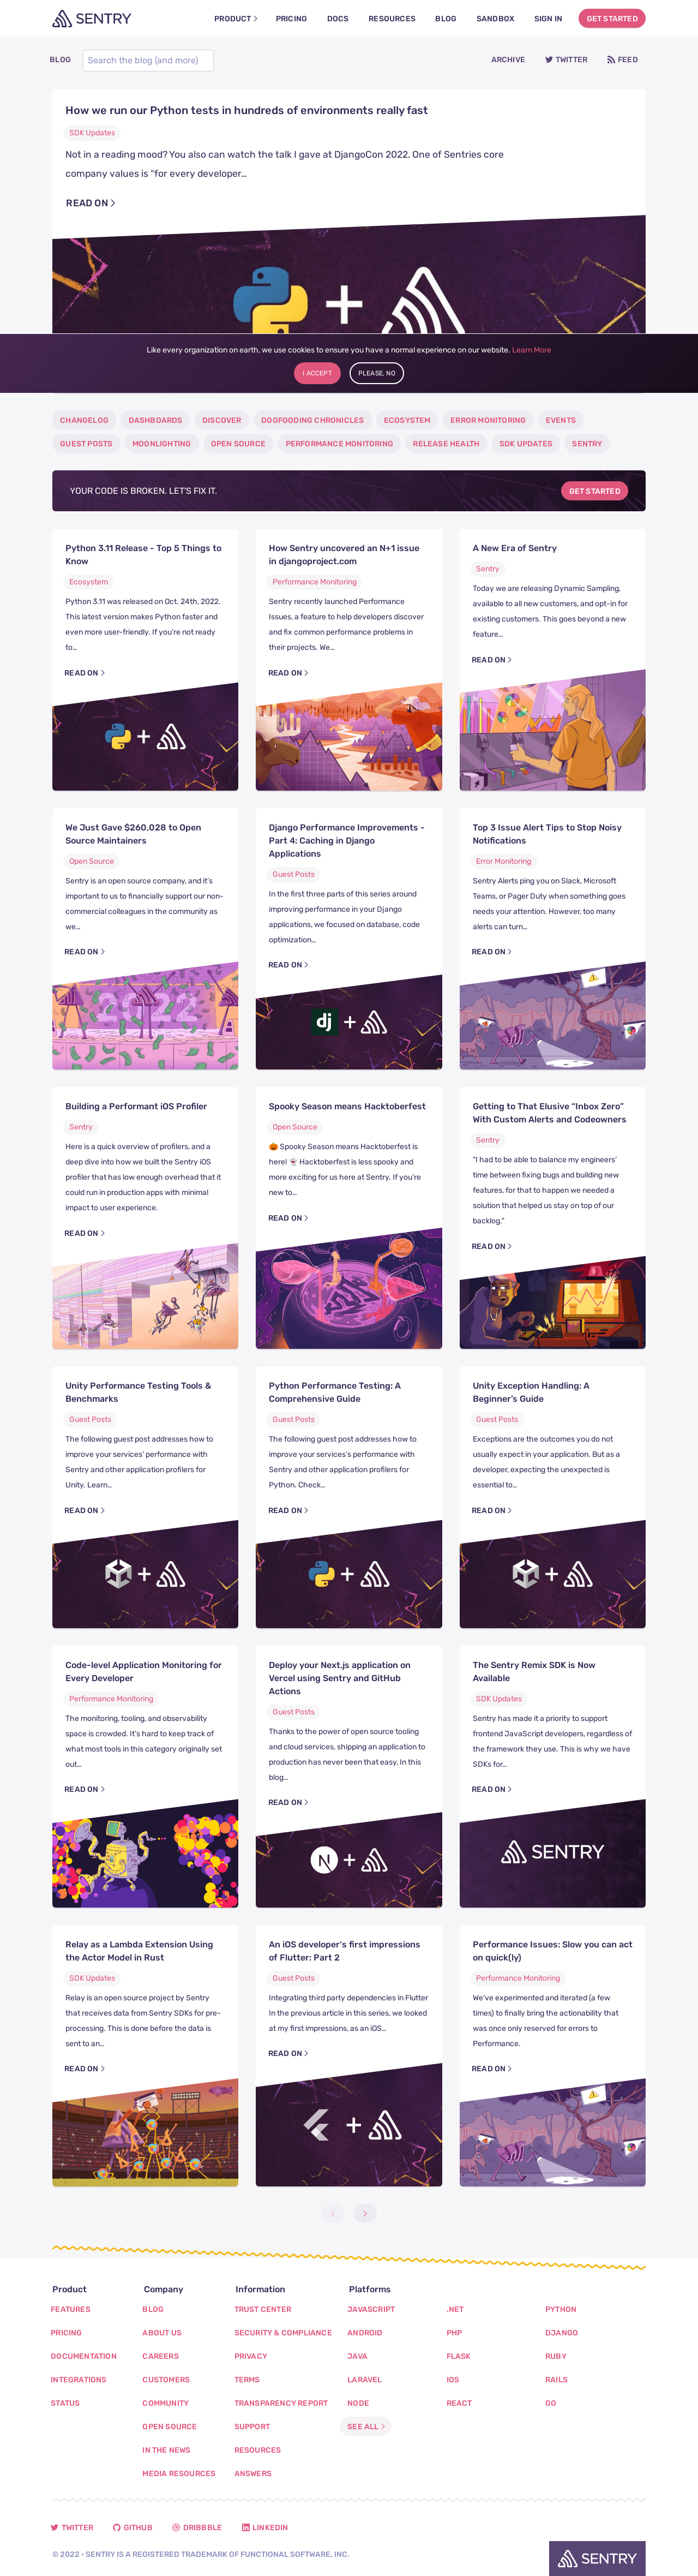 SENTRY
PRODUCT
PRICING
DOCS
RESOURCES
BLOG
SANDBOX
SIGN IN
GET STARTED
BLOG
Search the blog (and more)
ARCHIVE
TWITTER
FEED
How we run our Python tests in hundreds of environments really fast
SDK Updates
Not in a reading mood? You also can watch the talk I gave at DjangoCon 2022. One of Sentries core
company values is “for every developer…
READ ON
Like every organization on earth, we use cookies to ensure you have a normal experience on our website. Learn More
I ACCEPT
PLEASE, NO
CHANGELOG
DASHBOARDS
DISCOVER
DOGFOODING CHRONICLES
ECOSYSTEM
ERROR MONITORING
EVENTS
GUEST POSTS
MOONLIGHTING
OPEN SOURCE
PERFORMANCE MONITORING
RELEASE HEALTH
SDK UPDATES
SENTRY
YOUR CODE IS BROKEN. LET'S FIX IT.
GET STARTED
Python 3.11 Release - Top 5 Things to
Know
Ecosystem
Python 3.11 was released on Oct. 24th, 2022.
This latest version makes Python faster and
even more user-friendly. If you're not ready
to…
READ ON
How Sentry uncovered an N+1 issue
in djangoproject.com
Performance Monitoring
Sentry recently launched Performance
Issues, a feature to help developers discover
and fix common performance problems in
their projects. We…
READ ON
A New Era of Sentry
Sentry
Today we are releasing Dynamic Sampling,
available to all new customers, and opt-in for
existing customers. This goes beyond a new
feature…
READ ON
We Just Gave $260,028 to Open
Source Maintainers
Open Source
Sentry is an open source company, and it's
important to us to financially support our non-
commercial colleagues in the community as
we…
READ ON
2022
Django Performance Improvements -
Part 4: Caching in Django
Applications
Guest Posts
In the first three parts of this series around
improving performance in your Django
applications, we focused on database, code
optimization…
READ ON
dj
Top 3 Issue Alert Tips to Stop Noisy
Notifications
Error Monitoring
Sentry Alerts ping you on Slack, Microsoft
Teams, or Pager Duty when something goes
needs your attention. However, too many
alerts can turn…
READ ON
Building a Performant iOS Profiler
Sentry
Here is a quick overview of profilers, and a
deep dive into how we built the Sentry iOS
profiler that has low enough overhead that it
could run in production apps with minimal
impact to user experience.
READ ON
Spooky Season means Hacktoberfest
Open Source
🎃 Spooky Season means Hacktoberfest is
here! 👻 Hacktoberfest is less spooky and
more exciting for us here at Sentry. If you're
new to…
READ ON
Getting to That Elusive “Inbox Zero”
With Custom Alerts and Codeowners
Sentry
"I had to be able to balance my engineers'
time between fixing bugs and building new
features, for that to happen we needed a
solution that helped us stay on top of our
backlog."
READ ON
Unity Performance Testing Tools &
Benchmarks
Guest Posts
The following guest post addresses how to
improve your services' performance with
Sentry and other application profilers for
Unity. Learn…
READ ON
Python Performance Testing: A
Comprehensive Guide
Guest Posts
The following guest post addresses how to
improve your services's performance with
Sentry and other application profilers for
Python. Check…
READ ON
Unity Exception Handling: A
Beginner's Guide
Guest Posts
Exceptions are the outcomes you do not
usually expect in your application. But as a
developer, expecting the unexpected is
essential to…
READ ON
Code-level Application Monitoring for
Every Developer
Performance Monitoring
The monitoring, tooling, and observability
space is crowded. It's hard to keep track of
what most tools in this category originally set
out…
READ ON
Deploy your Next.js application on
Vercel using Sentry and GitHub
Actions
Guest Posts
Thanks to the power of open source tooling
and cloud services, shipping an application to
production has never been that easy, In this
blog…
READ ON
The Sentry Remix SDK is Now
Available
SDK Updates
Sentry has made it a priority to support
frontend JavaScript developers, regardless of
the framework they use. This is why we have
SDKs for…
READ ON
SENTRY
Relay as a Lambda Extension Using
the Actor Model in Rust
SDK Updates
Relay is an open source project by Sentry
that receives data from Sentry SDKs for pre-
processing. This is done before the data is
sent to an…
READ ON
An iOS developer's first impressions
of Flutter: Part 2
Guest Posts
Integrating third party dependencies in Flutter
In the previous article in this series, we looked
at my first impressions, as an iOS…
READ ON
Performance Issues: Slow you can act
on quick(ly)
Performance Monitoring
We've experimented and iterated (a few
times) to finally bring the actionability that
was once only reserved for errors to
Performance.
READ ON
Product
FEATURES
PRICING
DOCUMENTATION
INTEGRATIONS
STATUS
Company
BLOG
ABOUT US
CAREERS
CUSTOMERS
COMMUNITY
OPEN SOURCE
IN THE NEWS
MEDIA RESOURCES
Information
TRUST CENTER
SECURITY & COMPLIANCE
PRIVACY
TERMS
TRANSPARENCY REPORT
SUPPORT
RESOURCES
ANSWERS
Platforms
JAVASCRIPT
ANDROID
JAVA
LARAVEL
NODE
SEE ALL
.NET
PHP
FLASK
IOS
REACT
PYTHON
DJANGO
RUBY
RAILS
GO
TWITTER
GITHUB
DRIBBBLE
LINKEDIN
© 2022 • SENTRY IS A REGISTERED TRADEMARK OF FUNCTIONAL SOFTWARE, INC.
SENTRY